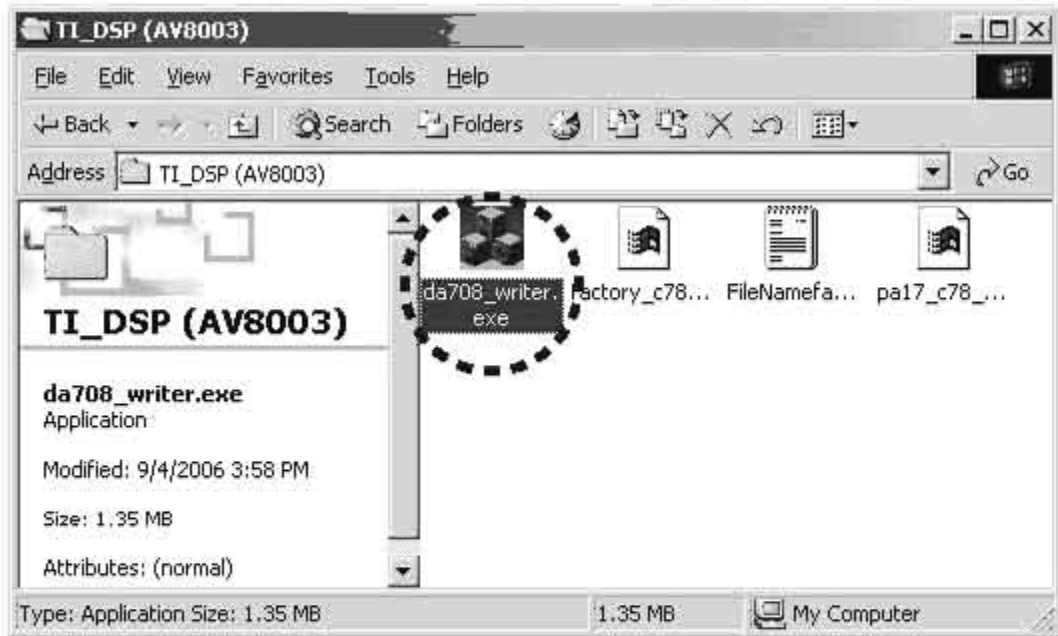 TI_DSP (AV8003)
File Edit View Favorites Tools Help
Back Search Folders
Address TI_DSP (AV8003) Go
da708_writer.
exe
factory_c78... FileNamefa... pa17_c78_...
TI_DSP (AV8003)
da708_writer.exe
Application
Modified: 9/4/2006 3:58 PM
Size: 1.35 MB
Attributes: (normal)
Type: Application Size: 1.35 MB 1.35 MB My Computer